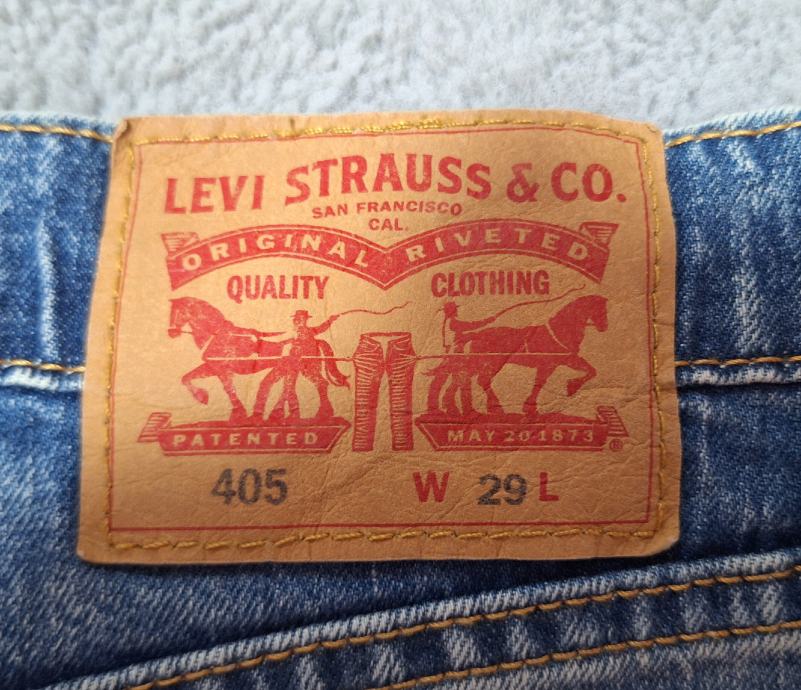 LEVI STRAUSS & CO.
SAN FRANCISCO
CAL.
ORIGINAL RIVETED
QUALITY CLOTHING
PATENTED MAY 20 1873 ®
405 W 29 L